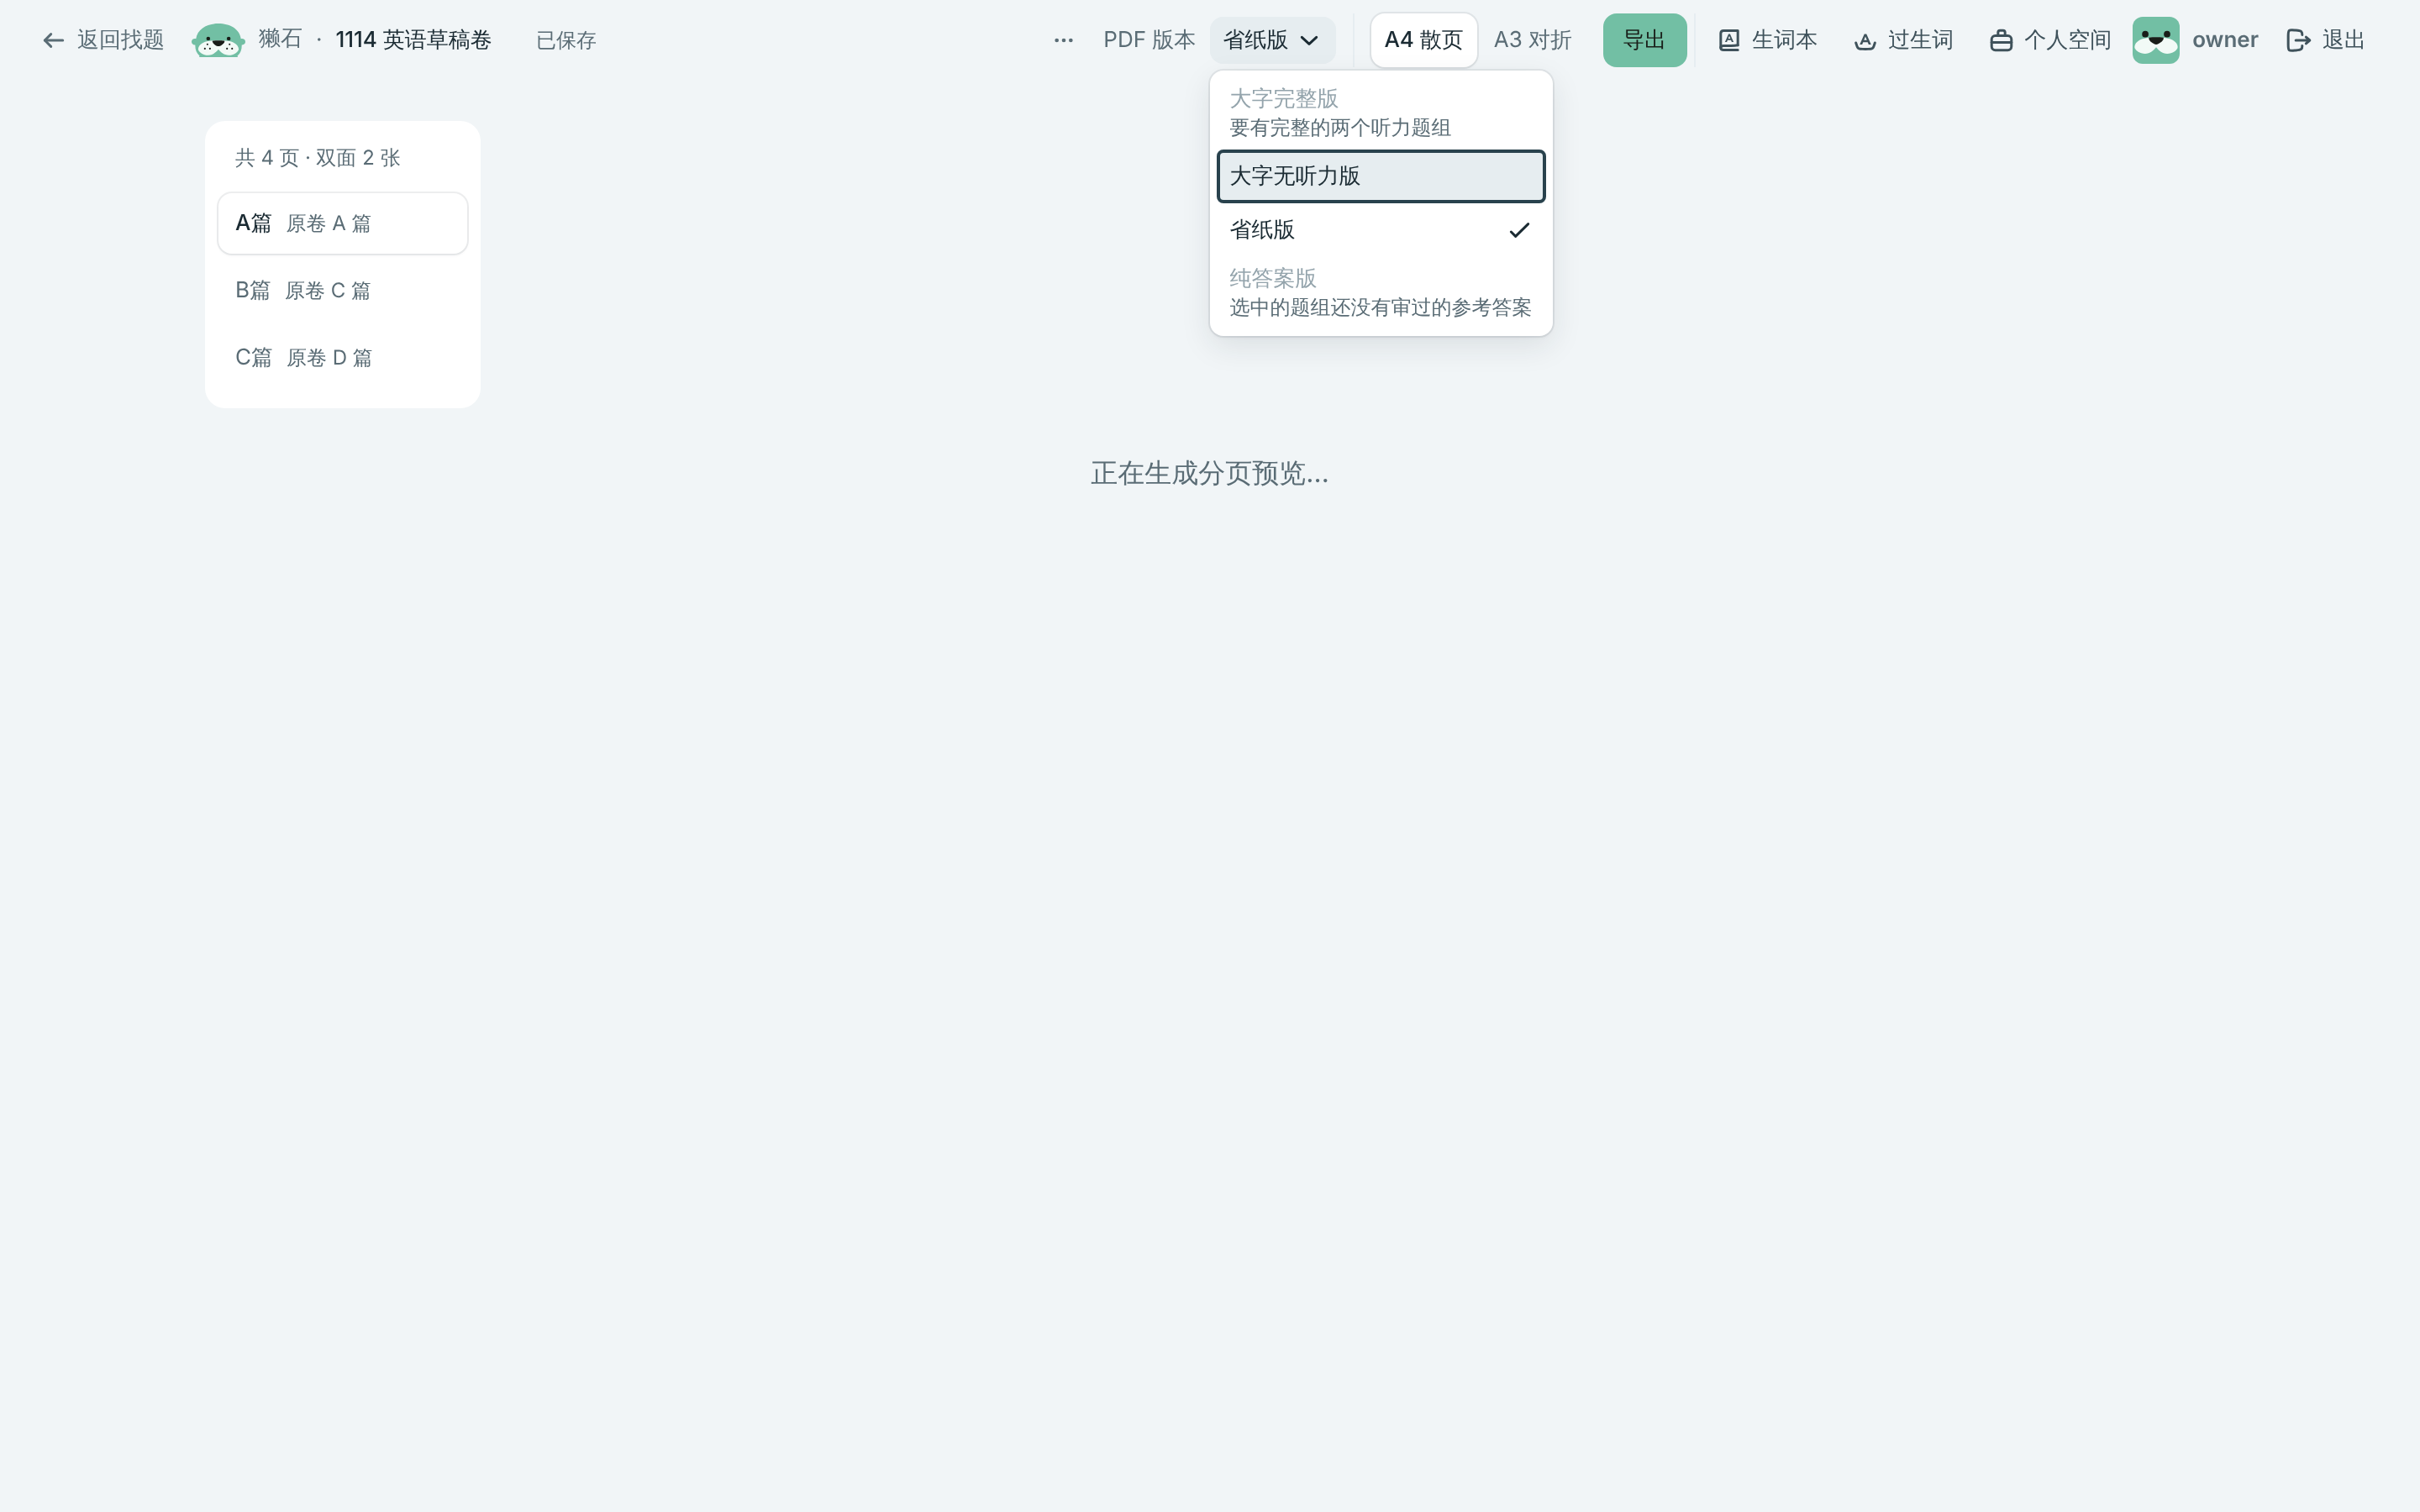 返回找题
獭石 · 1114 英语草稿卷
已保存
PDF 版本
省纸版
A4 散页
A3 对折
导出
生词本
过生词
个人空间
owner
退出
大字完整版
要有完整的两个听力题组
大字无听力版
省纸版
纯答案版
选中的题组还没有审过的参考答案
共 4 页 · 双面 2 张
A篇 原卷 A 篇
B篇 原卷 C 篇
C篇 原卷 D 篇
正在生成分页预览...